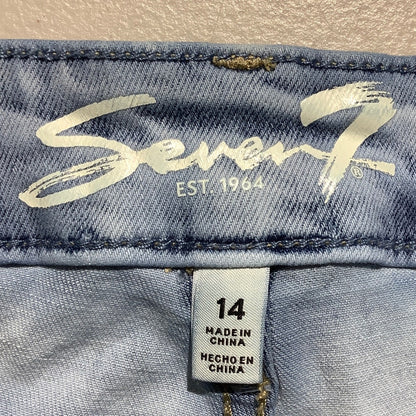 Seven7®
EST. 1964
14
MADE IN
CHINA
HECHO EN
CHINA